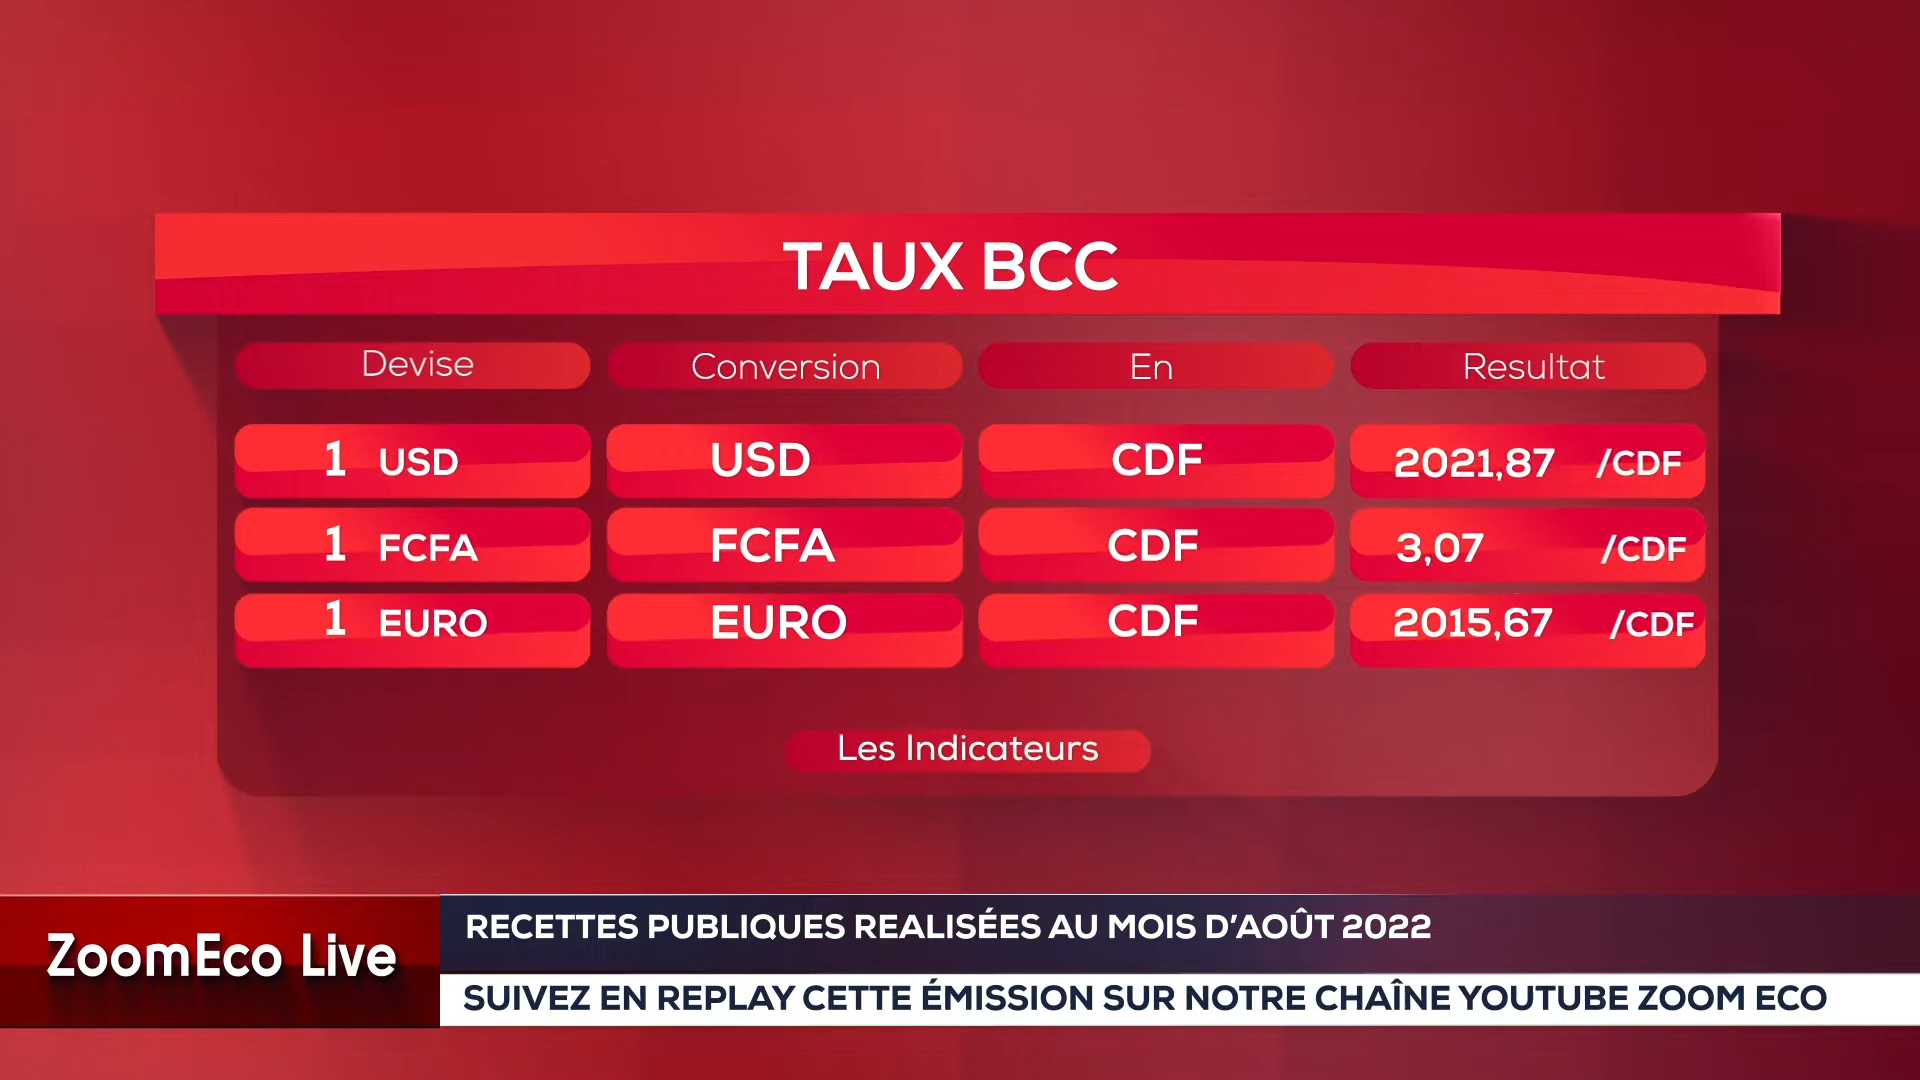 TAUX BCC
Devise Conversion En Resultat
1 USD USD CDF 2021,87 /CDF
1 FCFA FCFA CDF 3,07 /CDF
1 EURO EURO CDF 2015,67 /CDF
Les Indicateurs
ZoomEco Live
RECETTES PUBLIQUES REALISÉES AU MOIS D’AOÛT 2022
SUIVEZ EN REPLAY CETTE ÉMISSION SUR NOTRE CHAÎNE YOUTUBE ZOOM ECO